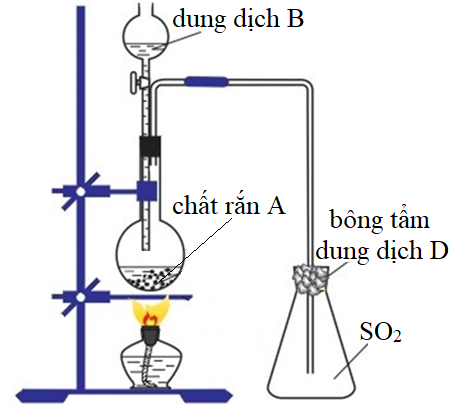 dung dịch B
chất rắn A
bông tẩm
dung dịch D
SO₂